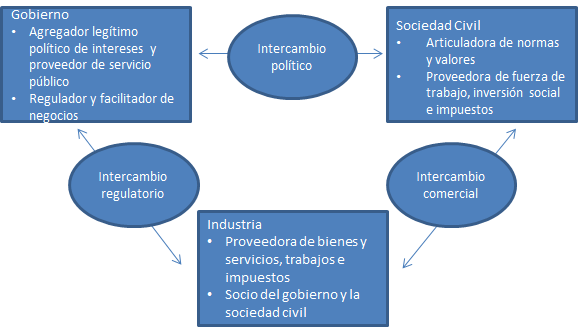 Gobierno
• Agregador legítimo
político de intereses y
proveedor de servicio
público
• Regulador y facilitador de
negocios
Intercambio
político
Sociedad Civil
• Articuladora de normas
y valores
• Proveedora de fuerza de
trabajo, inversión social
e impuestos
Intercambio
regulatorio
Intercambio
comercial
Industria
• Proveedora de bienes y
servicios, trabajos e
impuestos
• Socio del gobierno y la
sociedad civil